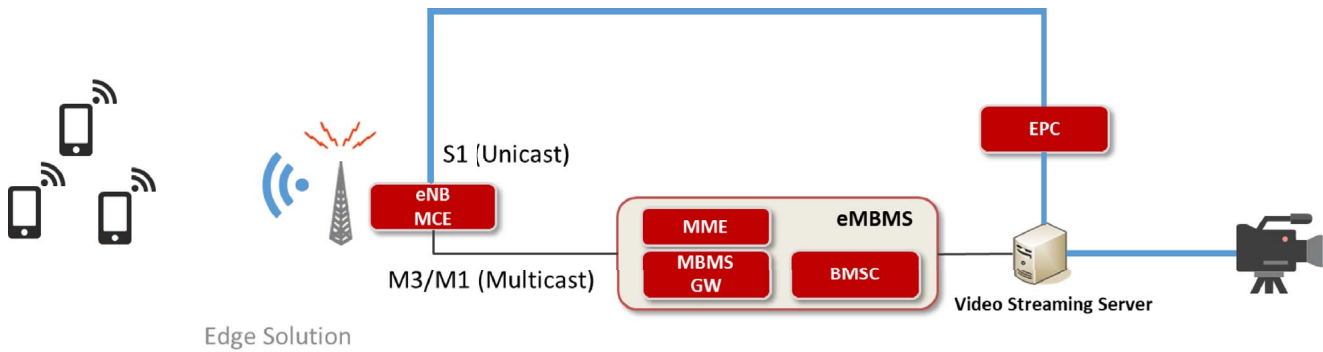 EPC
S1 (Unicast)
eNB
MCE
eMBMS
MME
MBMS
GW
BMSC
M3/M1 (Multicast)
Video Streaming Server
Edge Solution